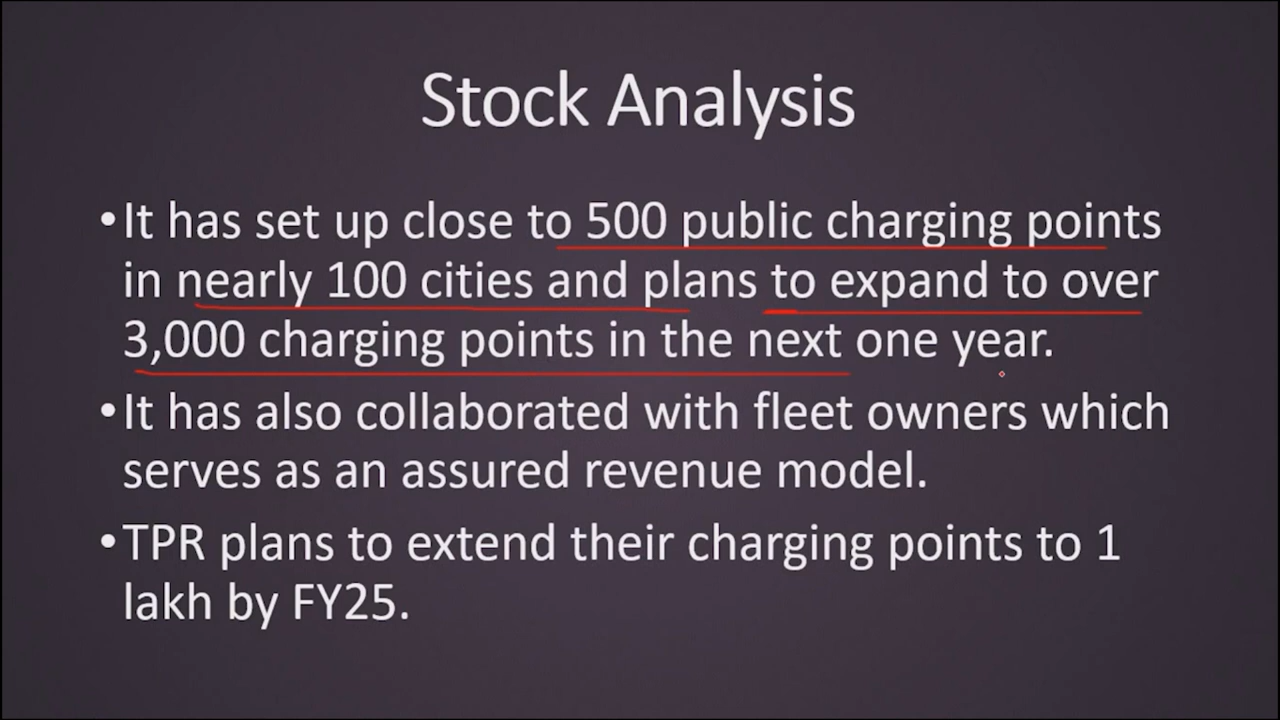 Stock Analysis
•It has set up close to 500 public charging points
in nearly 100 cities and plans to expand to over
3,000 charging points in the next one year.
•It has also collaborated with fleet owners which
serves as an assured revenue model.
•TPR plans to extend their charging points to 1
lakh by FY25.